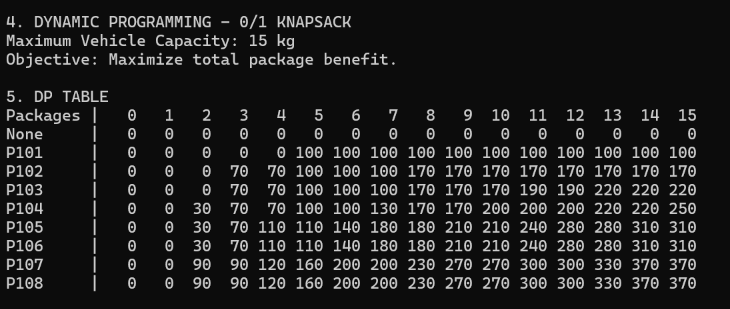 4. DYNAMIC PROGRAMMING - 0/1 KNAPSACK
Maximum Vehicle Capacity: 15 kg
Objective: Maximize total package benefit.
5. DP TABLE
Packages | 0 1 2 3 4 5 6 7 8 9 10 11 12 13 14 15
None | 0 0 0 0 0 0 0 0 0 0 0 0 0 0 0 0
P101 | 0 0 0 0 0 100 100 100 100 100 100 100 100 100 100 100
P102 | 0 0 0 70 70 100 100 100 170 170 170 170 170 170 170 170
P103 | 0 0 0 70 70 100 100 100 170 170 170 190 190 220 220 220
P104 | 0 0 30 70 70 100 100 130 170 170 200 200 200 220 220 250
P105 | 0 0 30 70 110 110 140 180 180 210 210 240 280 280 310 310
P106 | 0 0 30 70 110 110 140 180 180 210 210 240 280 280 310 310
P107 | 0 0 90 90 120 160 200 200 230 270 270 300 300 330 370 370
P108 | 0 0 90 90 120 160 200 200 230 270 270 300 300 330 370 370